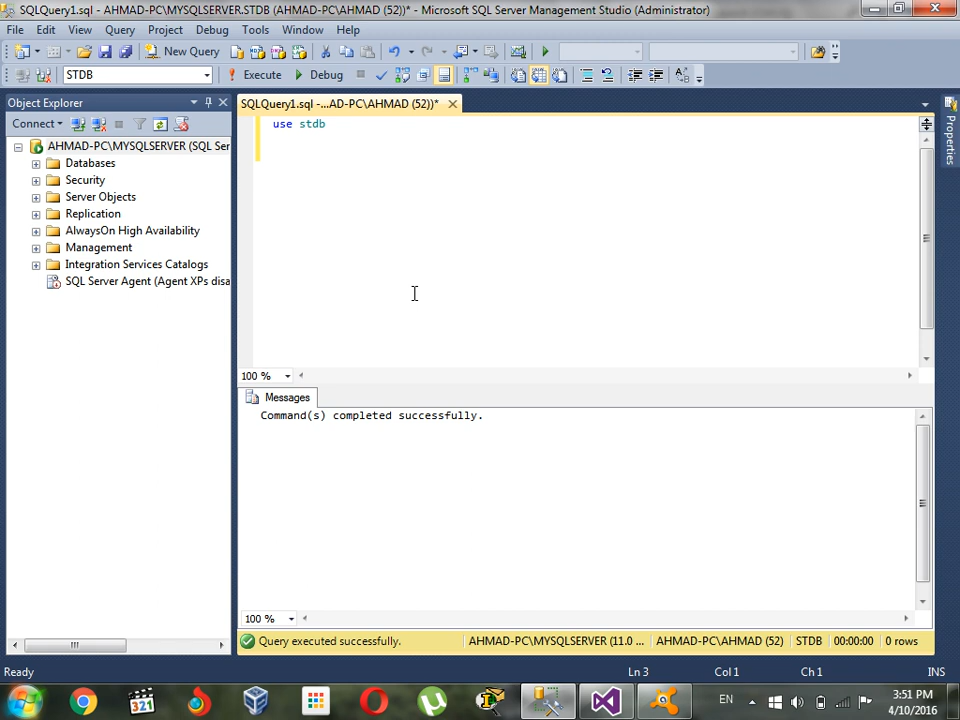 SQLQuery1.sql - AHMAD-PC\MYSQLSERVER.STDB (AHMAD-PC\AHMAD (52))* - Microsoft SQL Server Management Studio (Administrator)
File Edit View Query Project Debug Tools Window Help
New Query
STDB Execute Debug
Object Explorer
SQLQuery1.sql -...AD-PC\AHMAD (52))*
Connect
use stdb
AHMAD-PC\MYSQLSERVER (SQL Ser
Databases
Security
Server Objects
Replication
AlwaysOn High Availability
Management
Integration Services Catalogs
SQL Server Agent (Agent XPs disa
Properties
100 %
Messages
Command(s) completed successfully.
100 %
Query executed successfully. AHMAD-PC\MYSQLSERVER (11.0 ... AHMAD-PC\AHMAD (52) STDB 00:00:00 0 rows
Ready Ln 3 Col 1 Ch 1 INS
321
EN
3:51 PM
4/10/2016